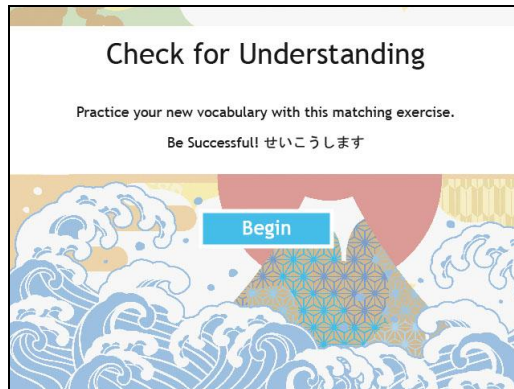 Check for Understanding
Practice your new vocabulary with this matching exercise.
Be Successful! せいこうします
Begin